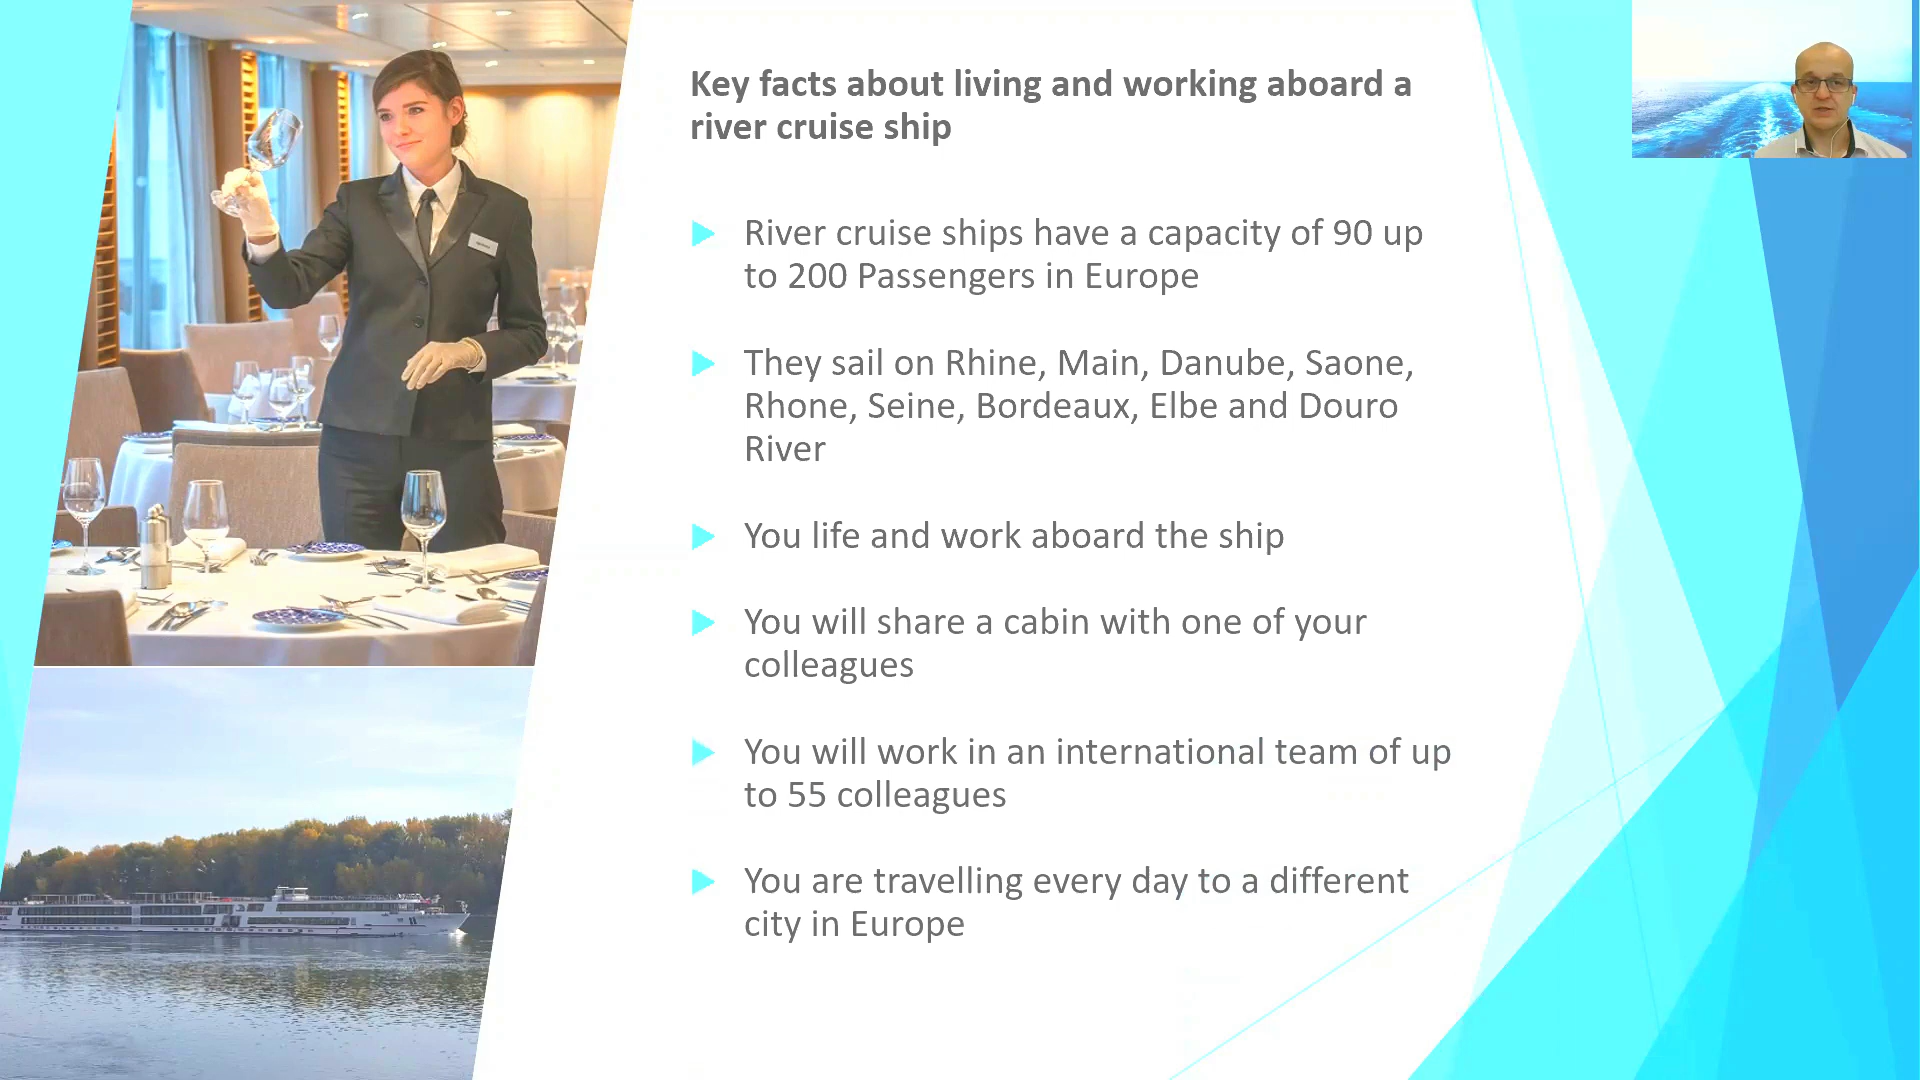 Key facts about living and working aboard a
river cruise ship
River cruise ships have a capacity of 90 up
to 200 Passengers in Europe
They sail on Rhine, Main, Danube, Saone,
Rhone, Seine, Bordeaux, Elbe and Douro
River
You life and work aboard the ship
You will share a cabin with one of your
colleagues
You will work in an international team of up
to 55 colleagues
You are travelling every day to a different
city in Europe